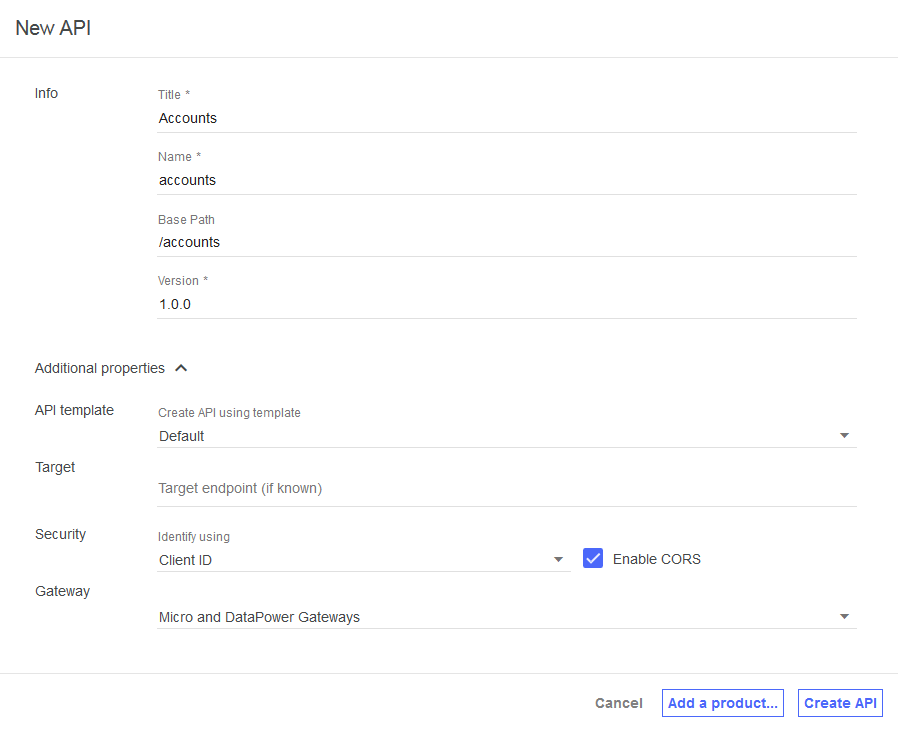 New API
Info
Title *
Accounts
Name *
accounts
Base Path
/accounts
Version *
1.0.0
Additional properties
API template
Create API using template
Default
Target
Target endpoint (if known)
Security
Identify using
Client ID
Enable CORS
Gateway
Micro and DataPower Gateways
Cancel
Add a product...
Create API